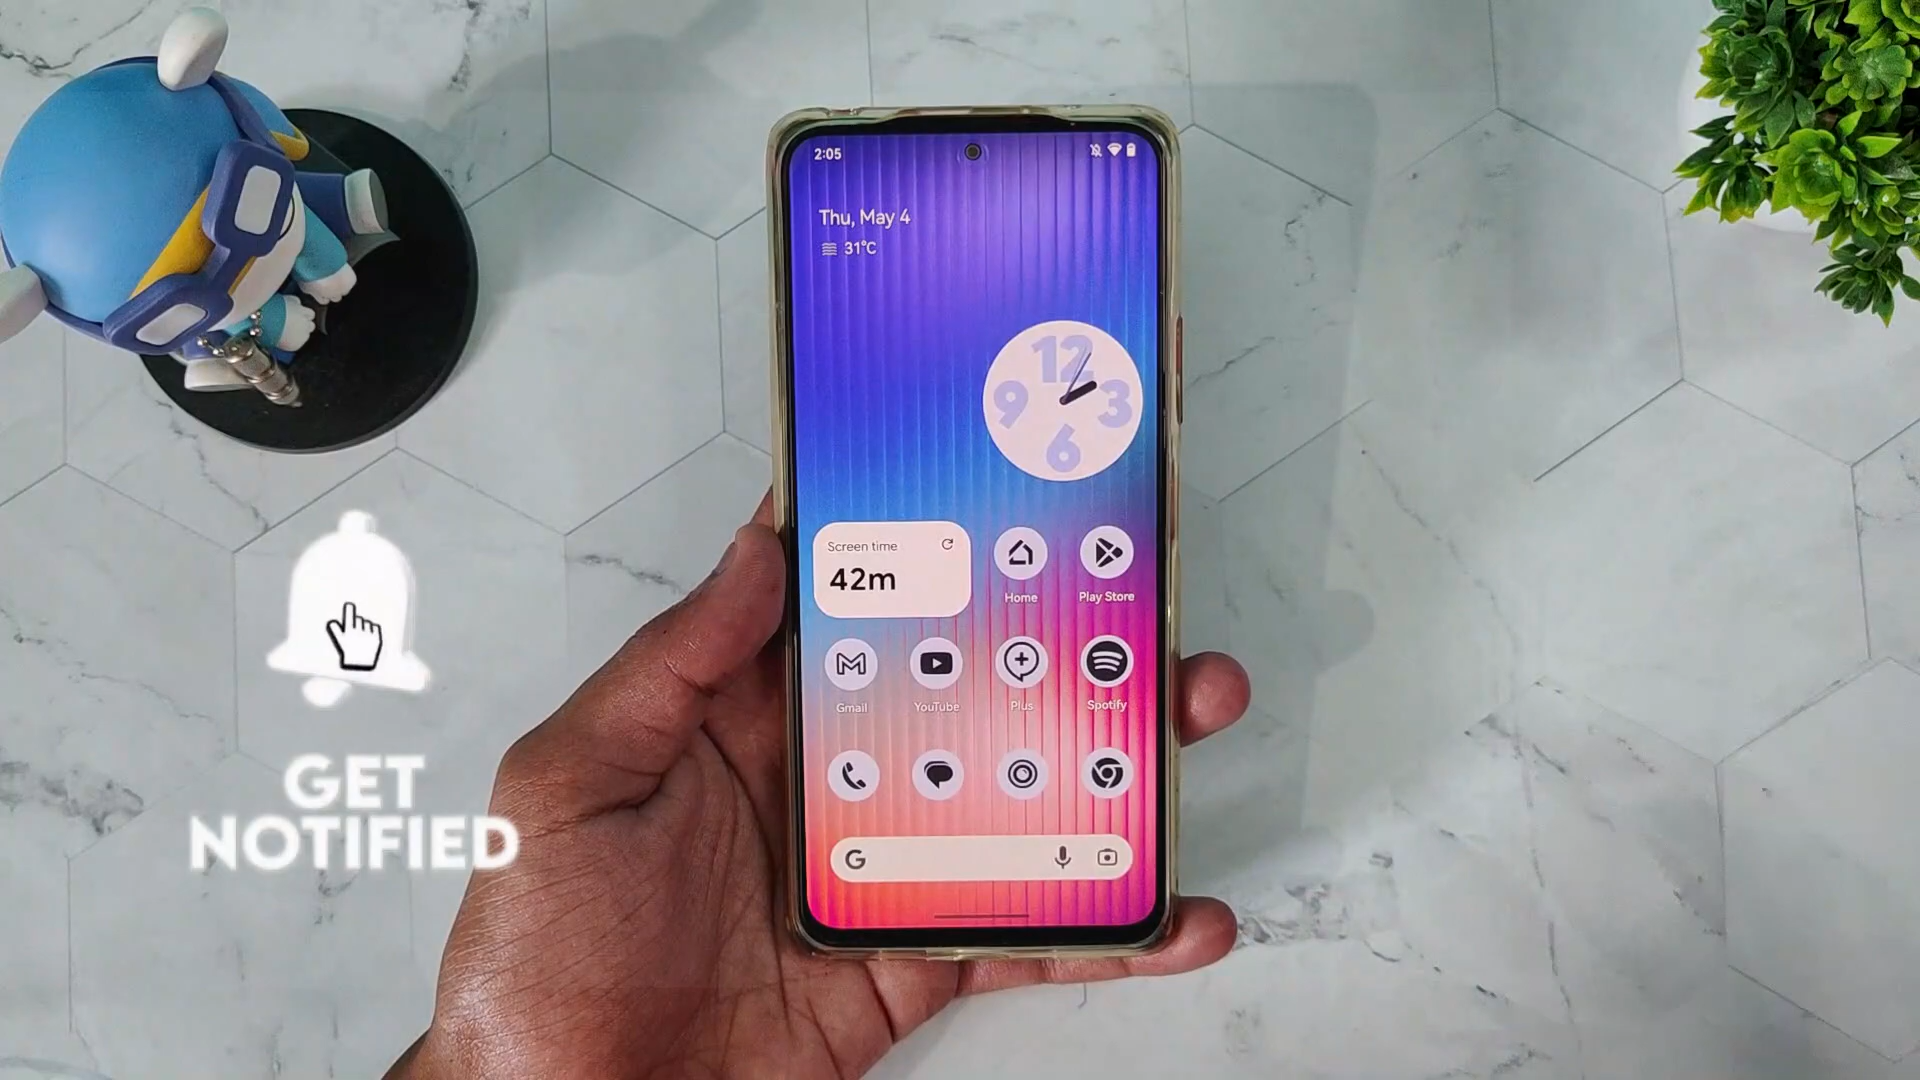 2:05
Thu, May 4
31°C
12
9
3
6
Screen time
42m
Home
Play Store
Gmail
YouTube
Plus
Spotify
G
GET
NOTIFIED